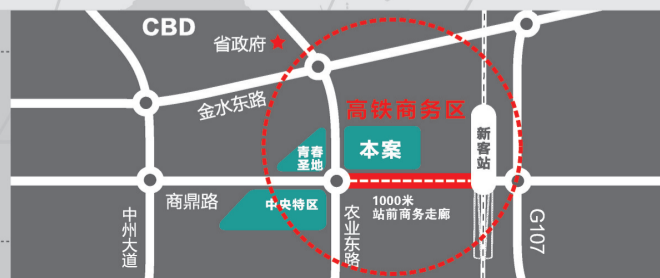 CBD
省政府
金水东路
高铁商务区
青春
圣地
本案
新客站
商鼎路
中央特区
1000米
站前商务走廊
中州大道
农业东路
G107